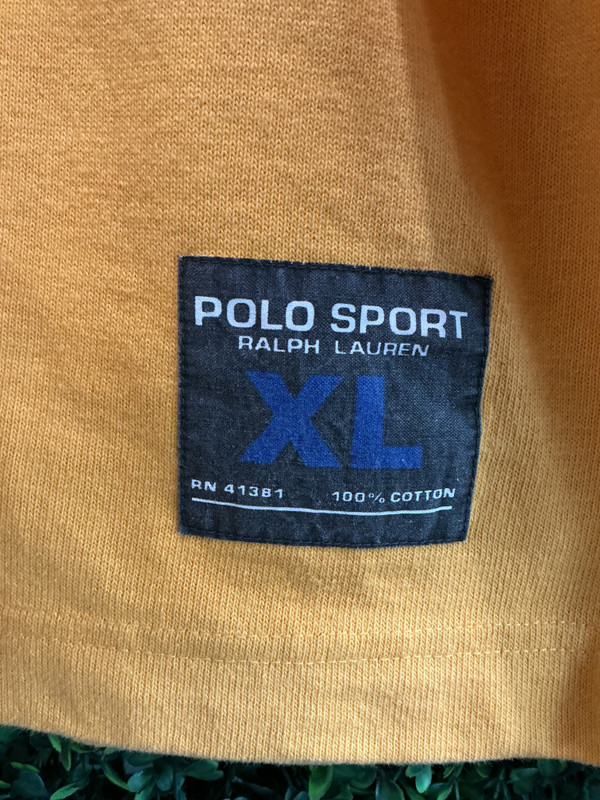 POLO SPORT
RALPH LAUREN
XL
RN 41381 100% COTTON